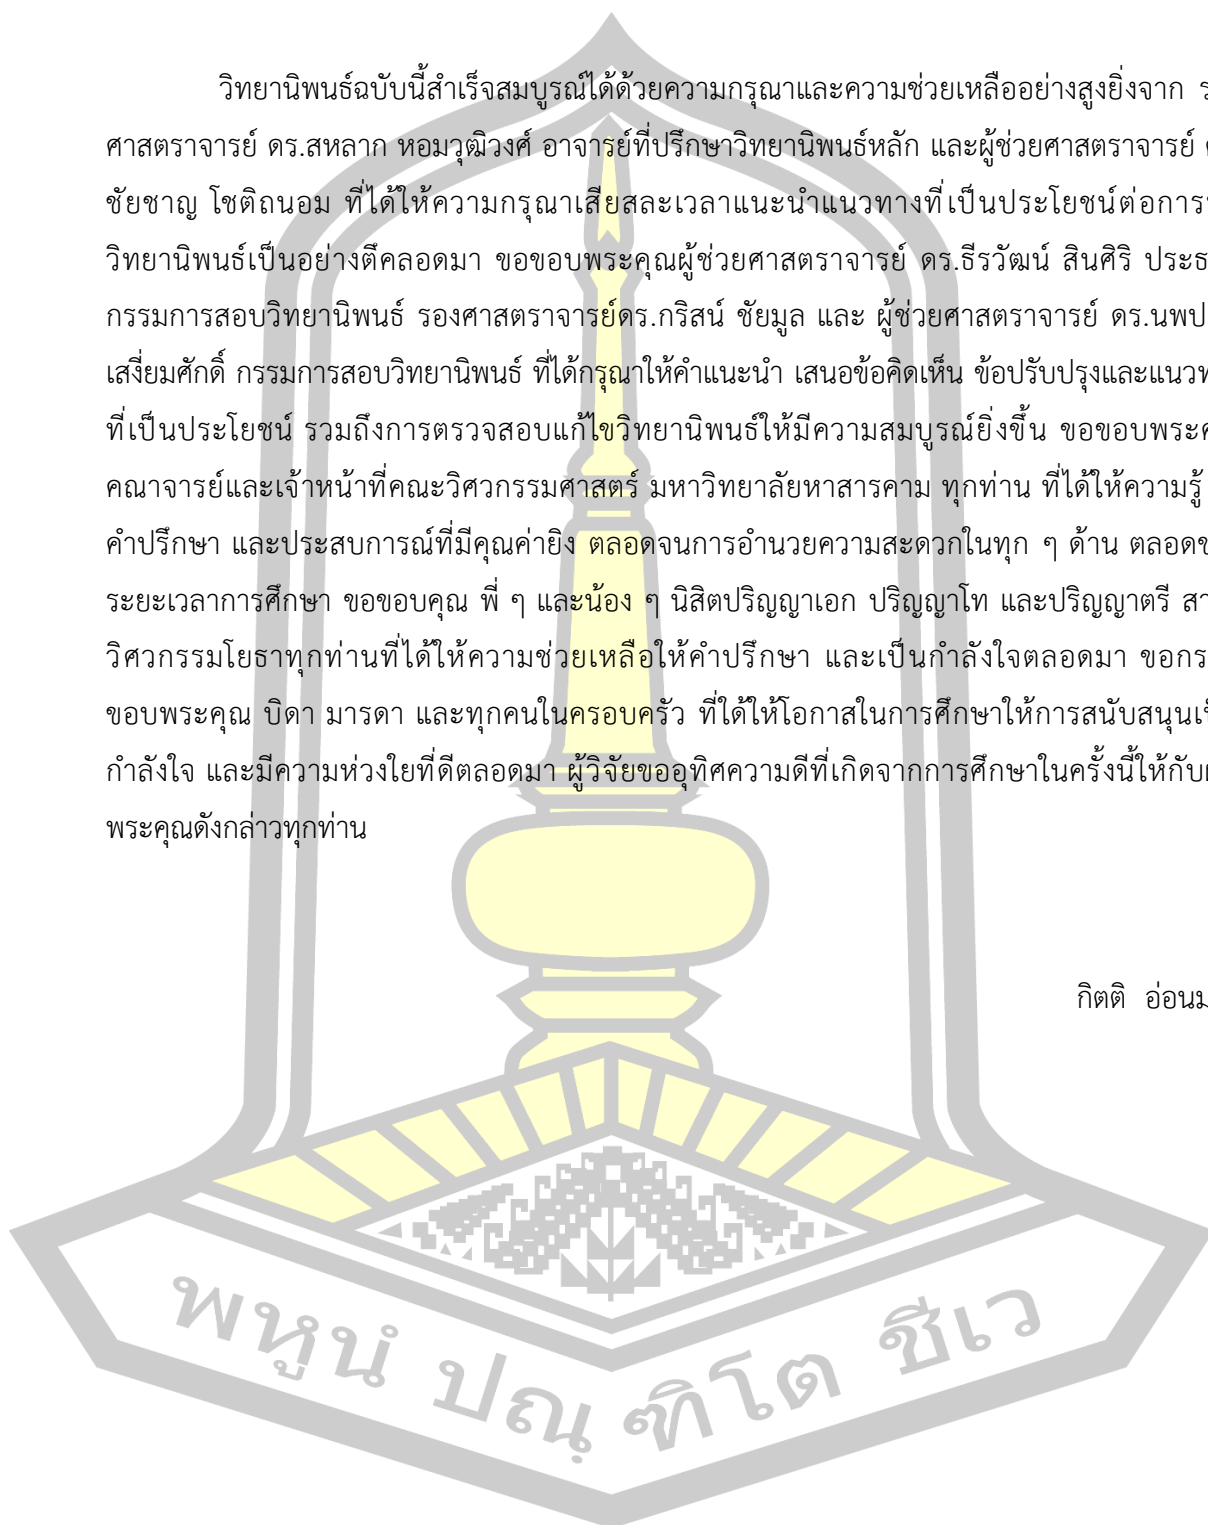 วิทยานิพนธ์ฉบับนี้สำเร็จสมบูรณ์ได้ด้วยความกรุณาและความช่วยเหลืออย่างสูงยิ่งจาก
ศาสตราจารย์ ดร.สหลาภ หอมวุฒิวงศ์ อาจารย์ที่ปรึกษาวิทยานิพนธ์หลัก และผู้ช่วยศาสตราจารย์
ชัยชาญ โชติถนอม ที่ได้ให้ความกรุณาเสียสละเวลาแนะนำแนวทางที่เป็นประโยชน์ต่อการ
วิทยานิพนธ์เป็นอย่างตีคลอดมา ขอขอบพระคุณผู้ช่วยศาสตราจารย์ ดร.ธีรวัฒน์ สินศิริ ประธ
กรรมการสอบวิทยานิพนธ์ รองศาสตราจารย์ดร.กริสน์ ชัยมูล และ ผู้ช่วยศาสตราจารย์ ดร.นพป
เสงี่ยมศักดิ์ กรรมการสอบวิทยานิพนธ์ ที่ได้กรุณาให้คำแนะนำ เสนอข้อคิดเห็น ข้อปรับปรุงและแนวท
ที่เป็นประโยชน์ รวมถึงการตรวจสอบแก้ไขวิทยานิพนธ์ให้มีความสมบูรณ์ยิ่งขึ้น ขอขอบพระค
คณาจารย์และเจ้าหน้าที่คณะวิศวกรรมศาสตร์ มหาวิทยาลัยหาสารคาม ทุกท่าน ที่ได้ให้ความรู้
คำปรึกษา และประสบการณ์ที่มีคุณค่ายิ่ง ตลอดจนการอำนวยความสะดวกในทุก ๆ ด้าน ตลอดช
ระยะเวลาการศึกษา ขอขอบคุณ พี่ ๆ และน้อง ๆ นิสิตปริญญาเอก ปริญญาโท และปริญญาตรี สา
วิศวกรรมโยธาทุกท่านที่ได้ให้ความช่วยเหลือให้คำปรึกษา และเป็นกำลังใจตลอดมา ขอกร
ขอบพระคุณ บิดา มารดา และทุกคนในครอบครัว ที่ใด้ให้โอกาสในการศึกษาให้การสนับสนุนเป
กำลังใจ และมีความห่วงใยที่ดีตลอดมา ผู้วิจัยขออุทิศความดีที่เกิดจากการศึกษาในครั้งนี้ให้กับ
พระคุณดังกล่าวทุกท่าน
กิตติ อ่อนม
พหูนํ ปณฺฑิโต ชีเว